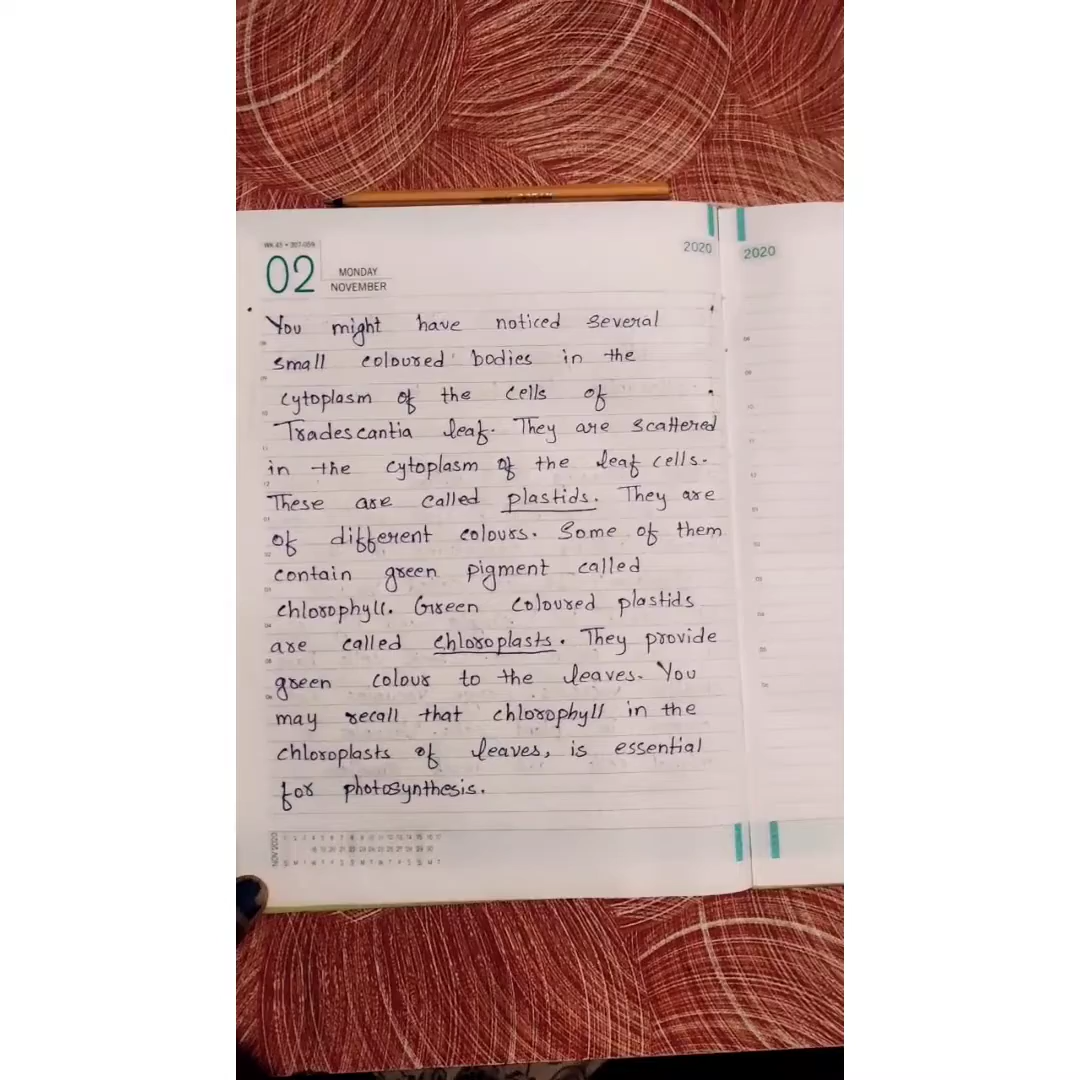 02
MONDAY
NOVEMBER
2020
2020
You might have noticed several
small coloured bodies in the
cytoplasm of the cells of
Tradescantia leaf. They are scattered
in the cytoplasm of the leaf cells.
These are called plastids. They are
of different colours. Some of them
contain green pigment called
chlorophyll. Green coloured plastids
are called chloroplasts. They provide
green colour to the leaves. You
may recall that chlorophyll in the
chloroplasts of leaves, is essential
for photosynthesis.
NOV 2020